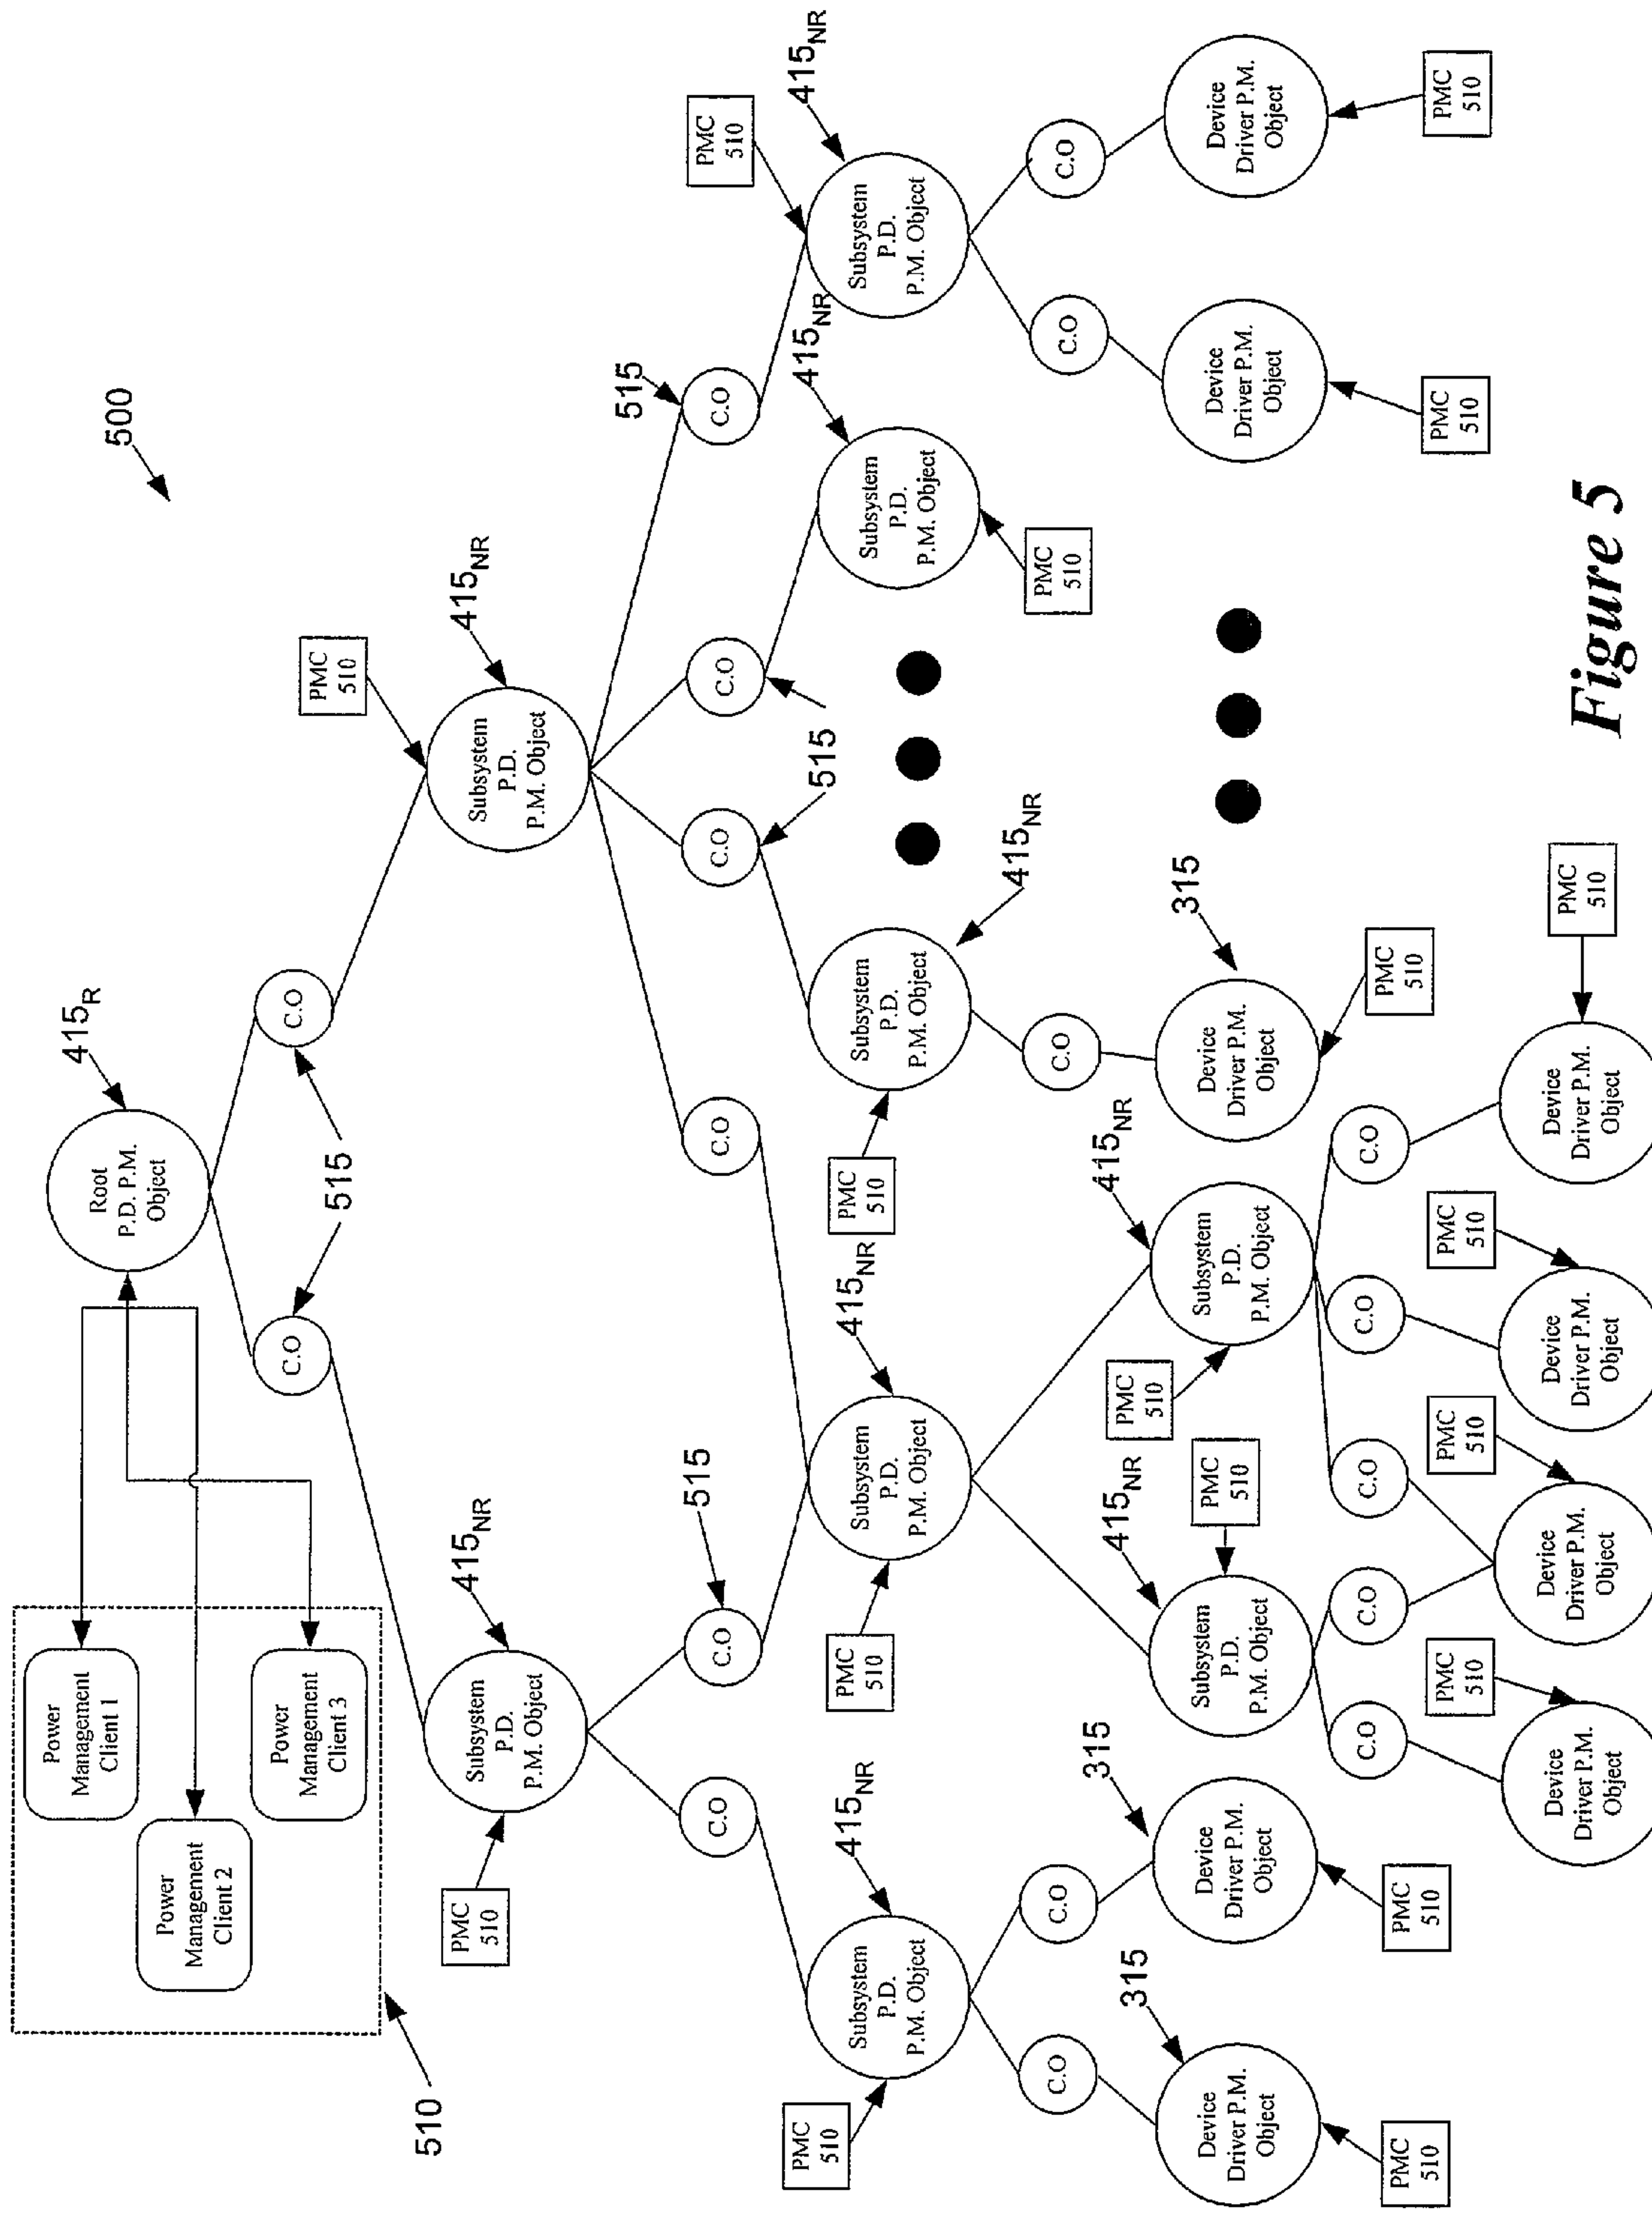 500
415R
Root
P.D. P.M.
Object
Power
Management
Client 1
Power
Management
Client 2
Power
Management
Client 3
510
C.O
515
C.O
PMC
510
415NR
Subsystem
P.D.
P.M. Object
PMC
510
415NR
Subsystem
P.D.
P.M. Object
C.O
C.O
515
C.O
C.O
515
C.O
515
C.O
PMC
510
415NR
Subsystem
P.D.
P.M. Object
PMC
510
415NR
Subsystem
P.D.
P.M. Object
PMC
510
415NR
Subsystem
P.D.
P.M. Object
415NR
Subsystem
P.D.
P.M. Object
PMC
510
PMC
510
415NR
Subsystem
P.D.
P.M. Object
C.O
C.O
C.O
C.O
C.O
315
Device
Driver P.M.
Object
PMC
510
315
Device
Driver P.M.
Object
PMC
510
415NR
Subsystem
P.D.
P.M. Object
PMC
510
415NR
Subsystem
P.D.
P.M. Object
PMC
510
315
Device
Driver P.M.
Object
PMC
510
Device
Driver P.M.
Object
PMC
510
Device
Driver P.M.
Object
PMC
510
C.O
C.O
C.O
C.O
C.O
PMC
510
Device
Driver P.M.
Object
PMC
510
Device
Driver P.M.
Object
PMC
510
Device
Driver P.M.
Object
PMC
510
Device
Driver P.M.
Object
Figure 5